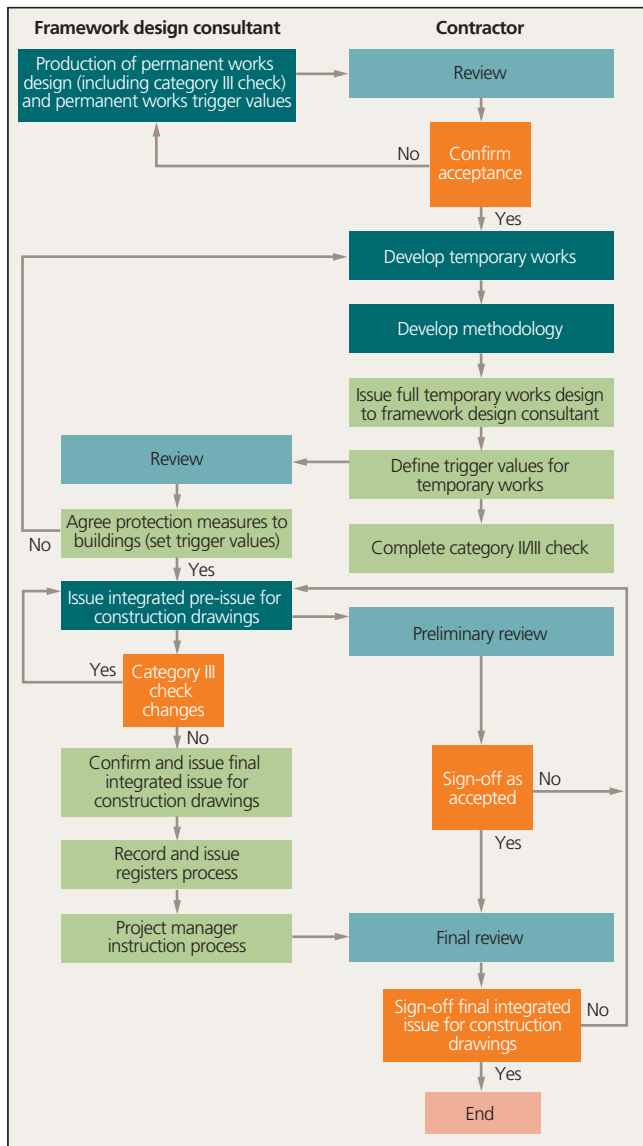 Framework design consultant
Contractor
Production of permanent works
design (including category III check)
and permanent works trigger values
Review
No
Confirm
acceptance
Yes
Develop temporary works
Develop methodology
Issue full temporary works design
to framework design consultant
Review
Define trigger values for
temporary works
Agree protection measures to
buildings (set trigger values)
No
Complete category II/III check
Yes
Issue integrated pre-issue for
construction drawings
Preliminary review
Yes
Category III
check
changes
No
Confirm and issue final
integrated issue for
construction drawings
Sign-off as
accepted
No
Yes
Record and issue
registers process
Project manager
instruction process
Final review
Sign-off final integrated
issue for construction
drawings
No
Yes
End